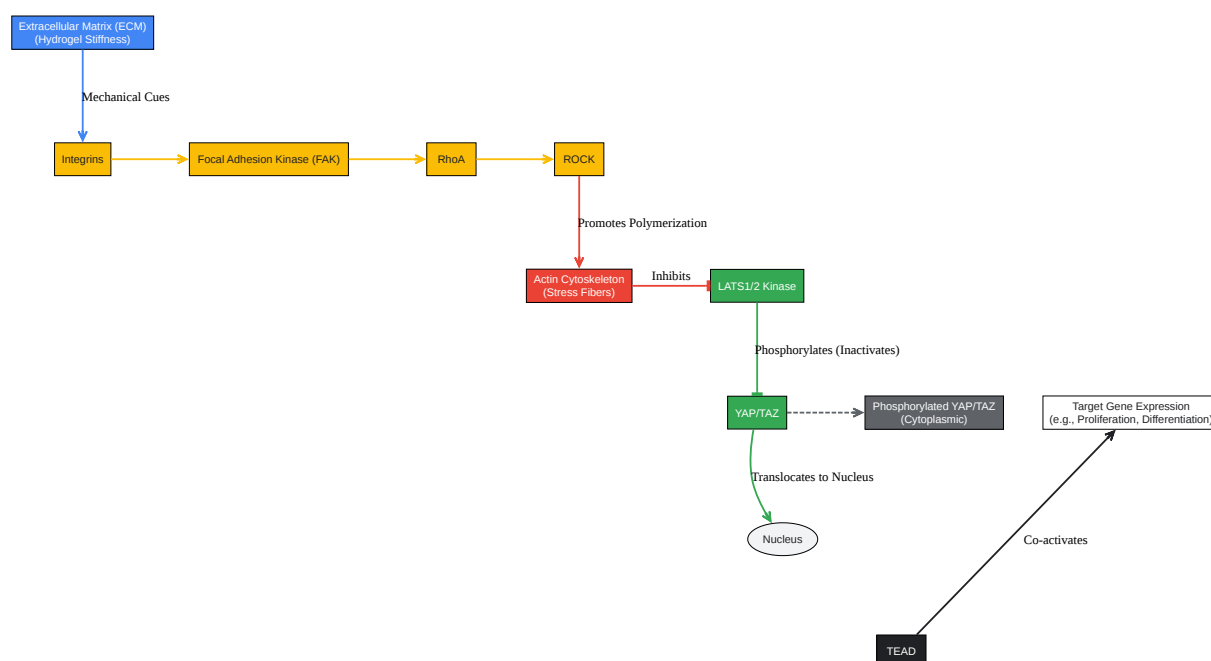 Extracellular Matrix (ECM)
(Hydrogel Stiffness)
Mechanical Cues
Integrins
Focal Adhesion Kinase (FAK)
RhoA
ROCK
Promotes Polymerization
Actin Cytoskeleton
(Stress Fibers)
Inhibits
LATS1/2 Kinase
Phosphorylates (Inactivates)
YAP/TAZ
Phosphorylated YAP/TAZ
(Cytoplasmic)
Target Gene Expression
(e.g., Proliferation, Differentiation)
Translocates to Nucleus
Nucleus
Co-activates
TEAD